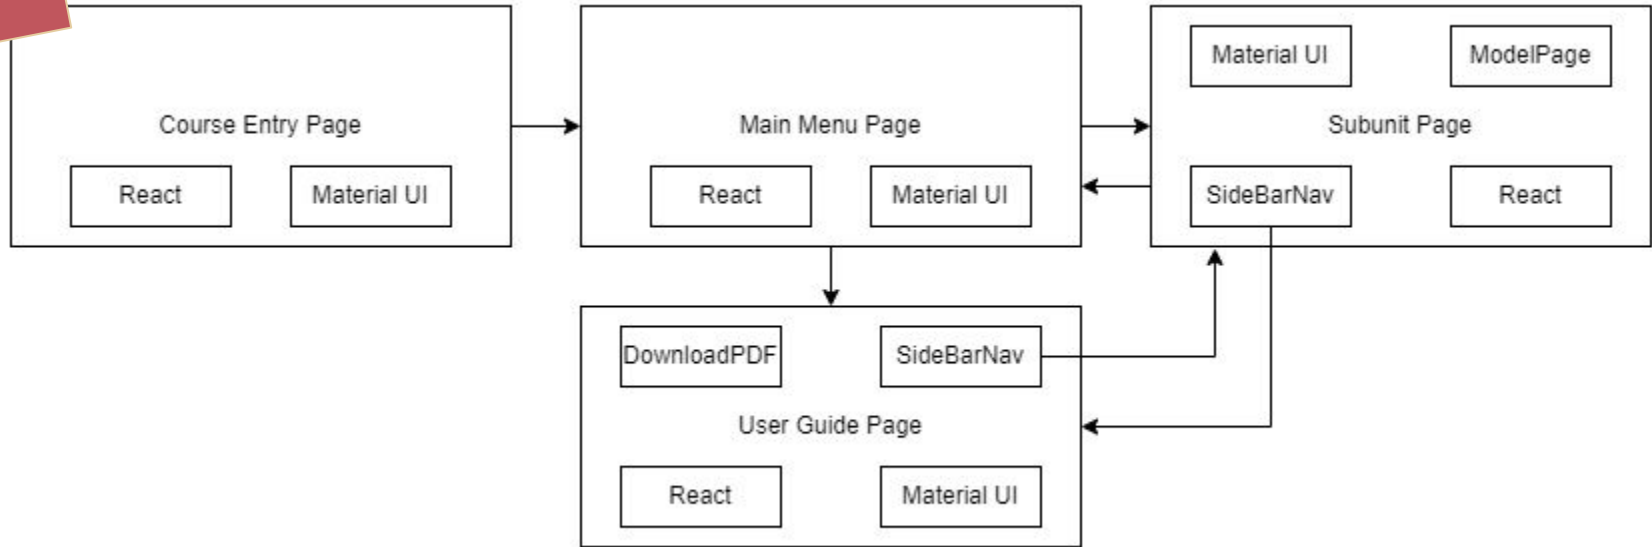 Course Entry Page
React
Material UI
Main Menu Page
React
Material UI
Material UI
ModelPage
Subunit Page
SideBarNav
React
DownloadPDF
SideBarNav
User Guide Page
React
Material UI